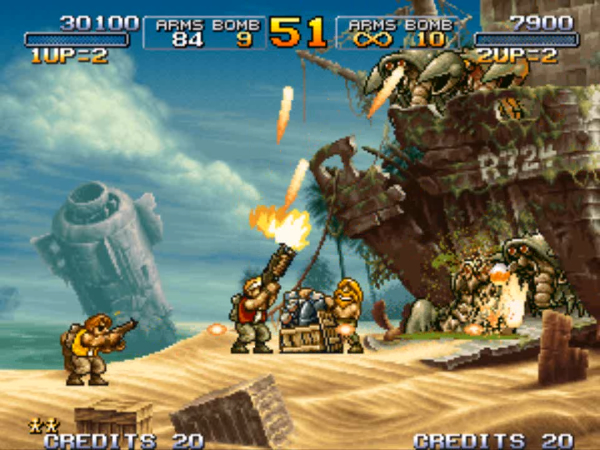 30100 ARMS BOMB 51 ARMS BOMB 7900
84 9 ∞ 10
1UP=2 2UP=2
R724
CREDITS 20 CREDITS 20